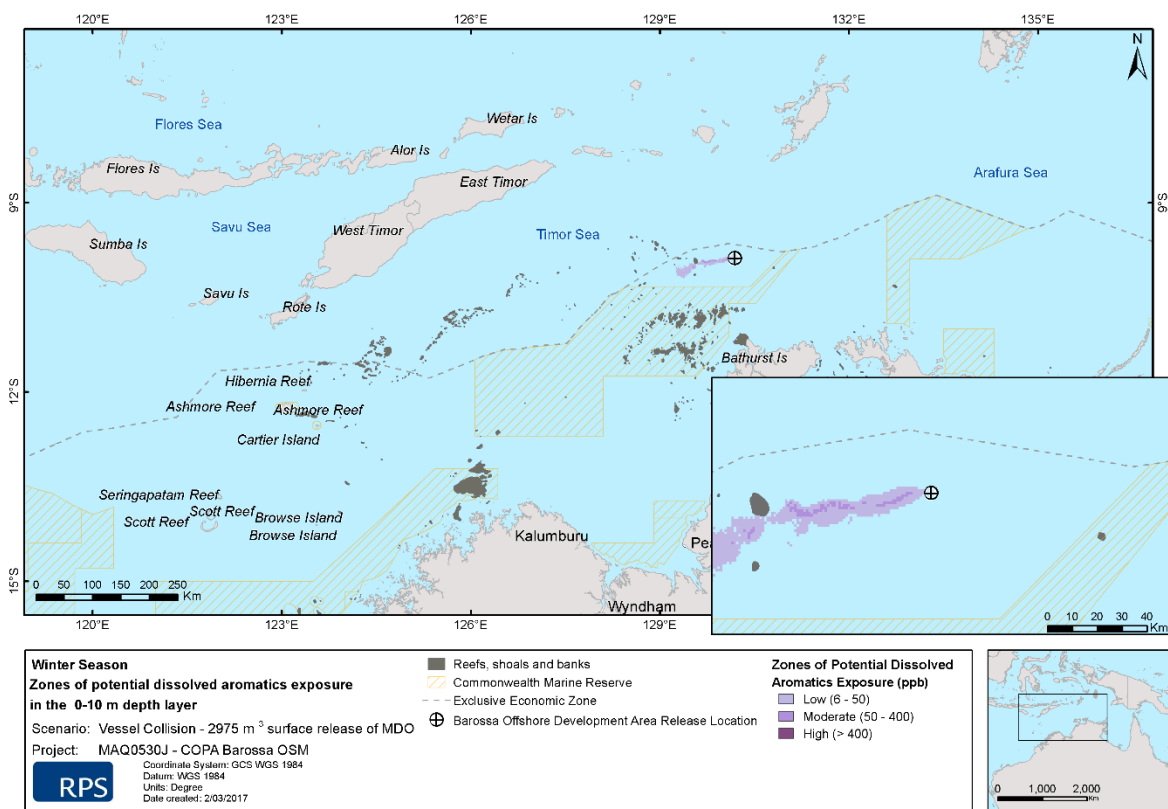 120°E 123°E 126°E 129°E 132°E 135°E
N
Flores Sea
Wetar Is
Alor Is
Flores Is
East Timor
Arafura Sea
9°S 9°S
Savu Sea
West Timor
Timor Sea
Sumba Is
Savu Is
Rote Is
Bathurst Is
Hibernia Reef
12°S
Ashmore Reef Ashmore Reef
Cartier Island
Seringapatam Reef
Scott Reef
Scott Reef
Browse Island
Browse Island
Kalumburu
Pea
15°S
0 50 100 150 200 250
Km
Wyndham
0 10 20 30 40
Km
120°E 123°E 126°E 129°E 132°E 135°E
Winter Season
Zones of potential dissolved aromatics exposure
in the 0-10 m depth layer
Scenario: Vessel Collision - 2975 m³ surface release of MDO
Project: MAQ0530J - COPA Barossa OSM
RPS
Coordinate System: GCS WGS 1984
Datum: WGS 1984
Units: Degree
Date created: 2/03/2017
Reefs, shoals and banks
Commonwealth Marine Reserve
Exclusive Economic Zone
Barossa Offshore Development Area Release Location
Zones of Potential Dissolved
Aromatics Exposure (ppb)
Low (6 - 50)
Moderate (50 - 400)
High (> 400)
0 1,000 2,000
Km